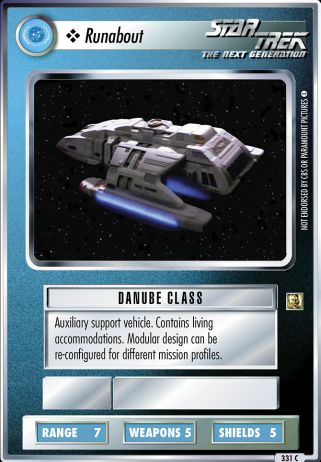 ❖ Runabout
STAR TREK
THE NEXT GENERATION
NOT ENDORSED BY CBS OR PARAMOUNT PICTURES
DANUBE CLASS
Auxiliary support vehicle. Contains living
accommodations. Modular design can be
re-configured for different mission profiles.
RANGE 7 WEAPONS 5 SHIELDS 5
331 C